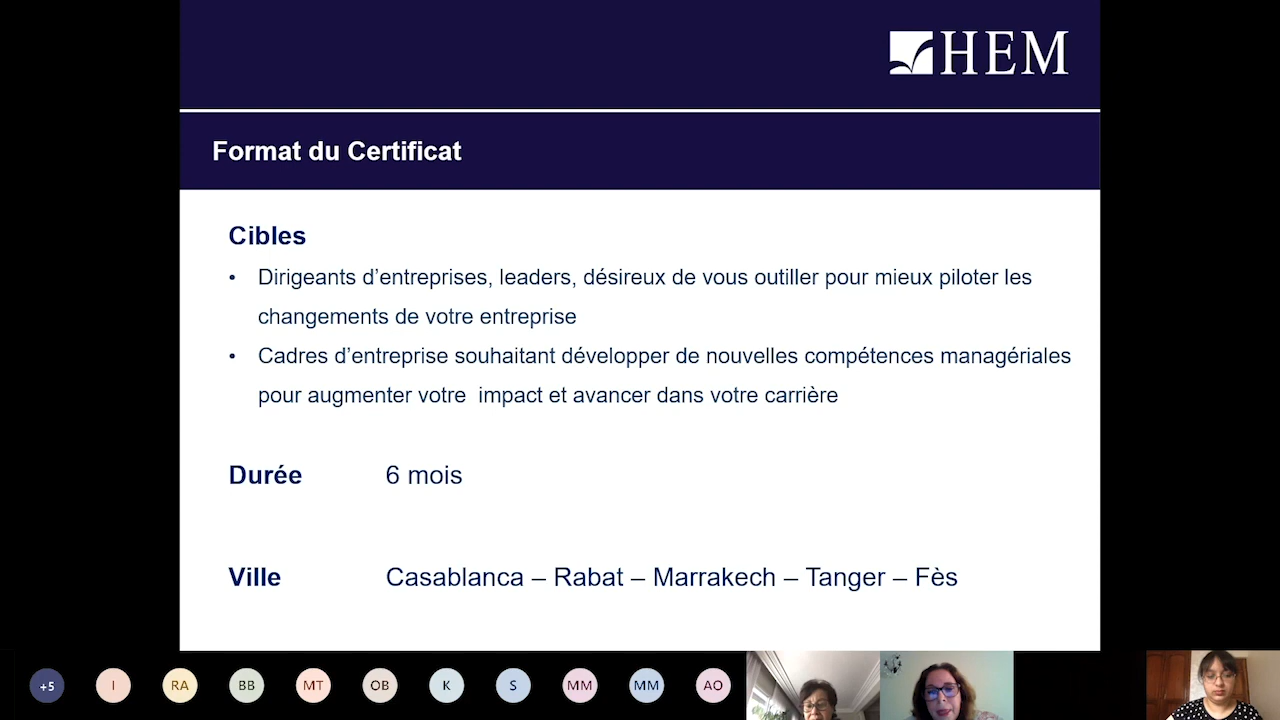 HEM
Format du Certificat
Cibles
• Dirigeants d’entreprises, leaders, désireux de vous outiller pour mieux piloter les
changements de votre entreprise
• Cadres d’entreprise souhaitant développer de nouvelles compétences managériales
pour augmenter votre  impact et avancer dans votre carrière
Durée 6 mois
Ville Casablanca – Rabat – Marrakech – Tanger – Fès
+5 I RA BB MT OB K S MM MM AO